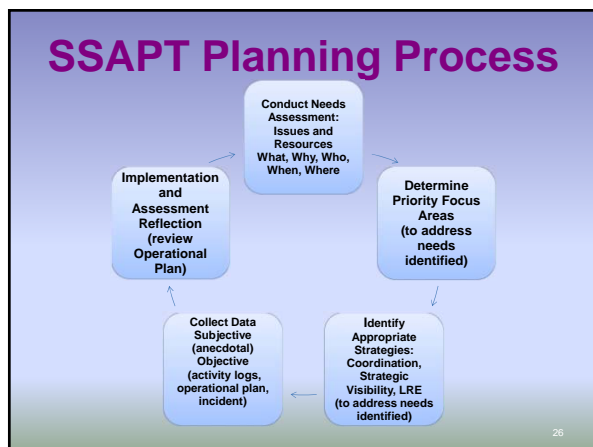 SSAPT Planning Process
Conduct Needs
Assessment:
Issues and
Resources
What, Why, Who,
When, Where
Determine
Priority Focus
Areas
(to address
needs
identified)
Identify
Appropriate
Strategies:
Coordination,
Strategic
Visibility, LRE
(to address needs
identified)
Collect Data
Subjective
(anecdotal)
Objective
(activity logs,
operational plan,
incident)
Implementation
and
Assessment
Reflection
(review
Operational
Plan)
26